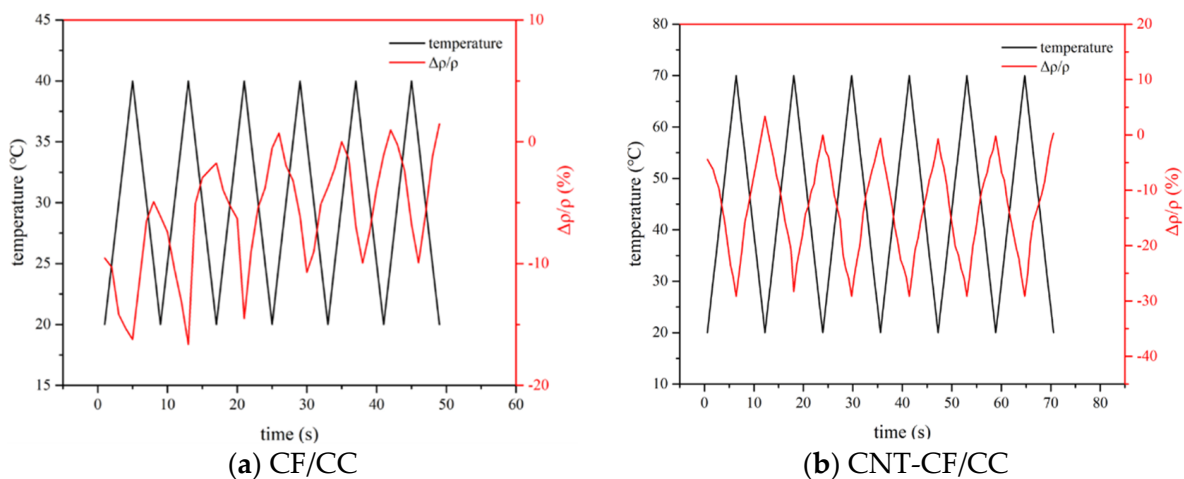 45
40
35
30
25
20
15
temperature (℃)
10
0
-10
-20
Δρ/ρ (%)
temperature
Δρ/ρ
0 10 20 30 40 50 60
time (s)
(a) CF/CC
80
70
60
50
40
30
20
10
temperature (℃)
20
10
0
-10
-20
-30
-40
Δρ/ρ (%)
temperature
Δρ/ρ
0 10 20 30 40 50 60 70 80
time (s)
(b) CNT-CF/CC